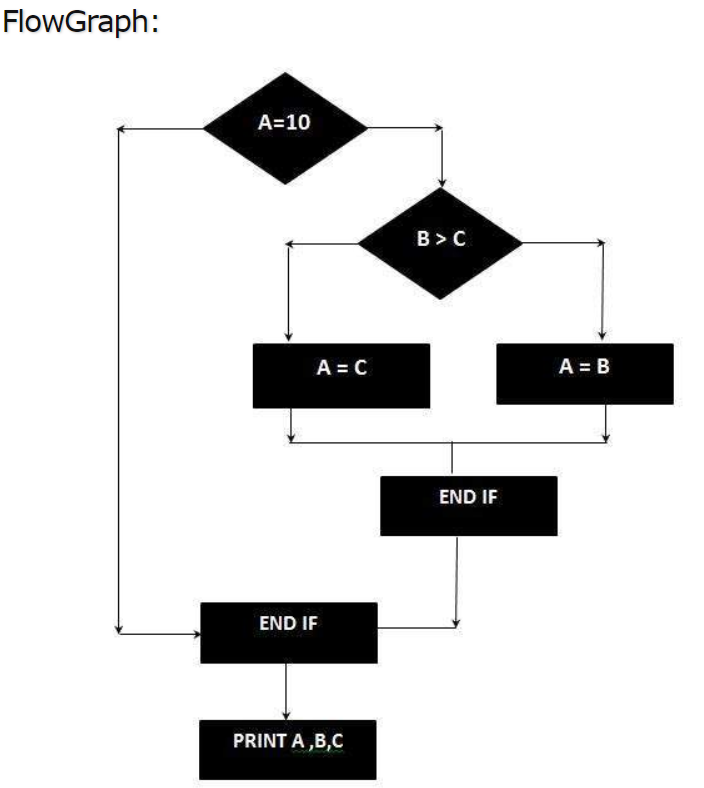 FlowGraph:
A=10
B > C
A = C
A = B
END IF
END IF
PRINT A ,B,C